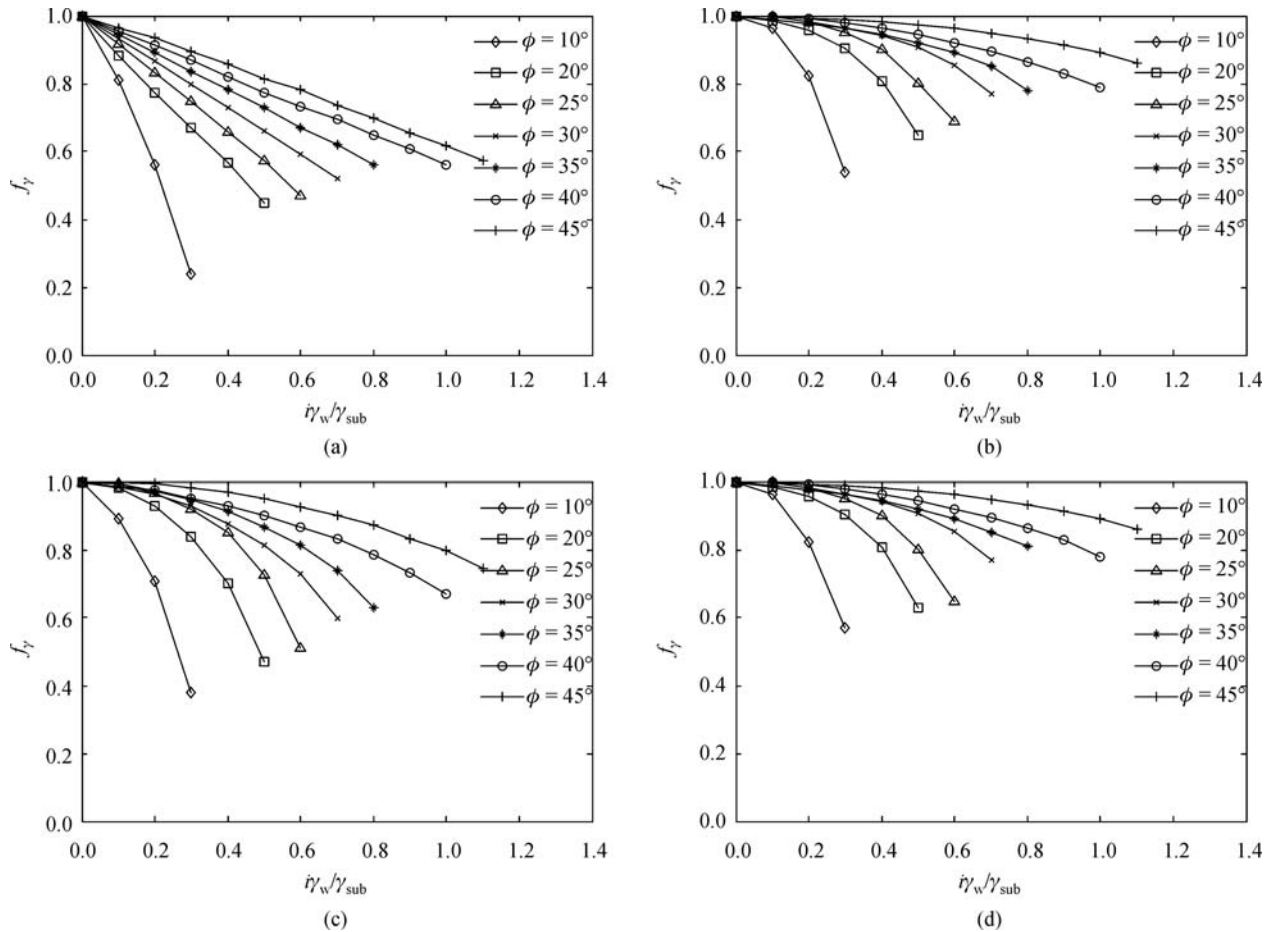 1.0
0.8
0.6
0.4
0.2
0.0
fγ
0.0 0.2 0.4 0.6 0.8 1.0 1.2 1.4
iγw/γsub
ϕ = 10°
ϕ = 20°
ϕ = 25°
ϕ = 30°
ϕ = 35°
ϕ = 40°
ϕ = 45°
(a)
1.0
0.8
0.6
0.4
0.2
0.0
fγ
0.0 0.2 0.4 0.6 0.8 1.0 1.2 1.4
iγw/γsub
ϕ = 10°
ϕ = 20°
ϕ = 25°
ϕ = 30°
ϕ = 35°
ϕ = 40°
ϕ = 45°
(b)
1.0
0.8
0.6
0.4
0.2
0.0
fγ
0.0 0.2 0.4 0.6 0.8 1.0 1.2 1.4
iγw/γsub
ϕ = 10°
ϕ = 20°
ϕ = 25°
ϕ = 30°
ϕ = 35°
ϕ = 40°
ϕ = 45°
(c)
1.0
0.8
0.6
0.4
0.2
0.0
fγ
0.0 0.2 0.4 0.6 0.8 1.0 1.2 1.4
iγw/γsub
ϕ = 10°
ϕ = 20°
ϕ = 25°
ϕ = 30°
ϕ = 35°
ϕ = 40°
ϕ = 45°
(d)